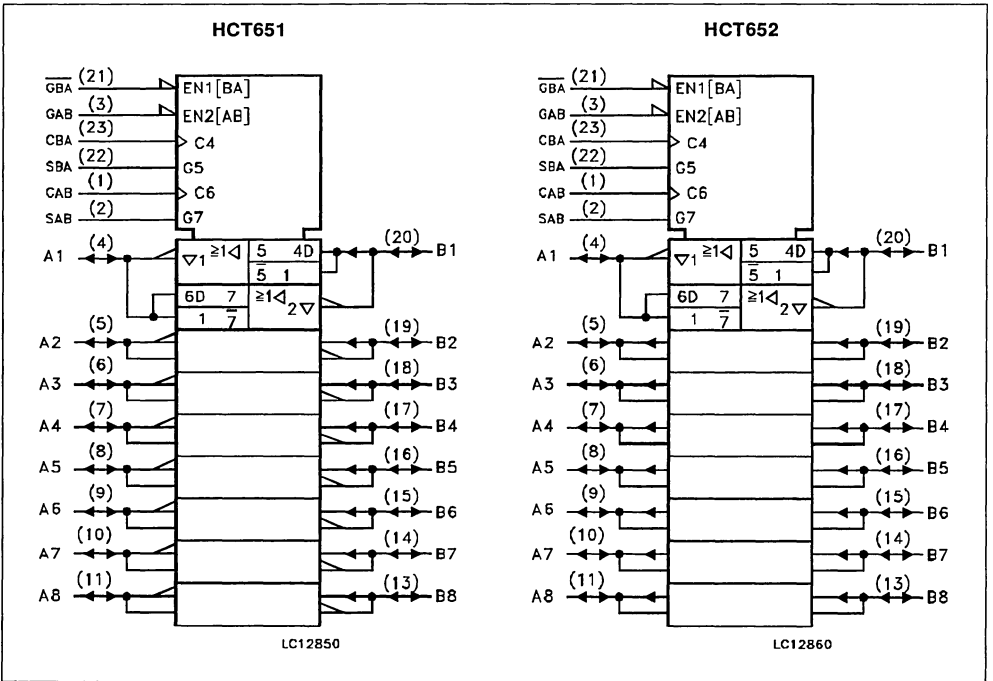 HCT651
G̅B̅A̅ (21) EN1[BA]
GAB (3) EN2[AB]
CBA (23) C4
SBA (22) G5
CAB (1) C6
SAB (2) G7
A1 (4) ▽1 ≥1◁ 5 4D (20) B1
5̅ 1
6D 7 ≥1◁ 2▽
1 7̅
A2 (5) (19) B2
A3 (6) (18) B3
A4 (7) (17) B4
A5 (8) (16) B5
A6 (9) (15) B6
A7 (10) (14) B7
A8 (11) (13) B8
LC12850
HCT652
G̅B̅A̅ (21) EN1[BA]
GAB (3) EN2[AB]
CBA (23) C4
SBA (22) G5
CAB (1) C6
SAB (2) G7
A1 (4) ▽1 ≥1◁ 5 4D (20) B1
5̅ 1
6D 7 ≥1◁ 2▽
1 7̅
A2 (5) (19) B2
A3 (6) (18) B3
A4 (7) (17) B4
A5 (8) (16) B5
A6 (9) (15) B6
A7 (10) (14) B7
A8 (11) (13) B8
LC12860